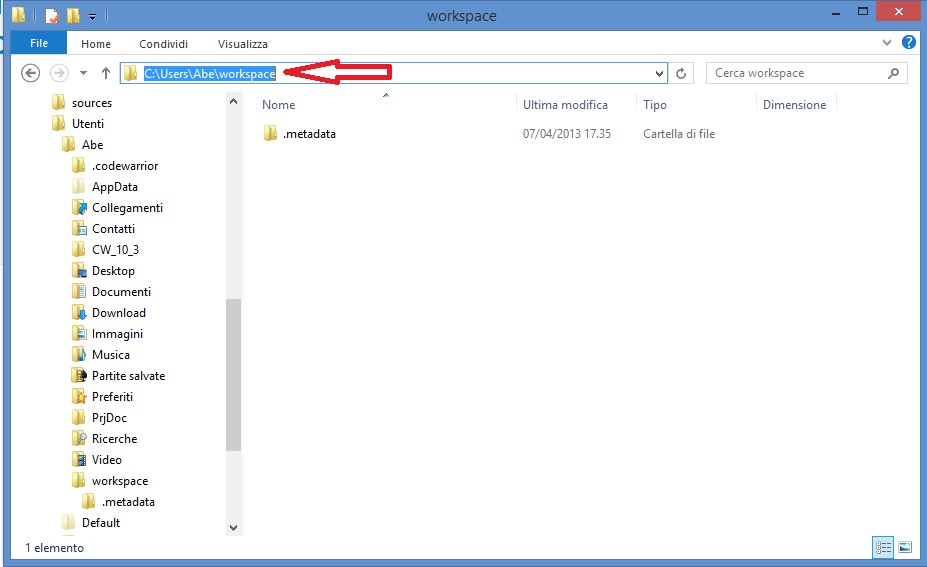 workspace
File Home Condividi Visualizza
C:\Users\Abe\workspace Cerca workspace
Nome Ultima modifica Tipo Dimensione
.metadata 07/04/2013 17.35 Cartella di file
sources
Utenti
Abe
.codewarrior
AppData
Collegamenti
Contatti
CW_10_3
Desktop
Documenti
Download
Immagini
Musica
Partite salvate
Preferiti
PrjDoc
Ricerche
Video
workspace
.metadata
Default
1 elemento